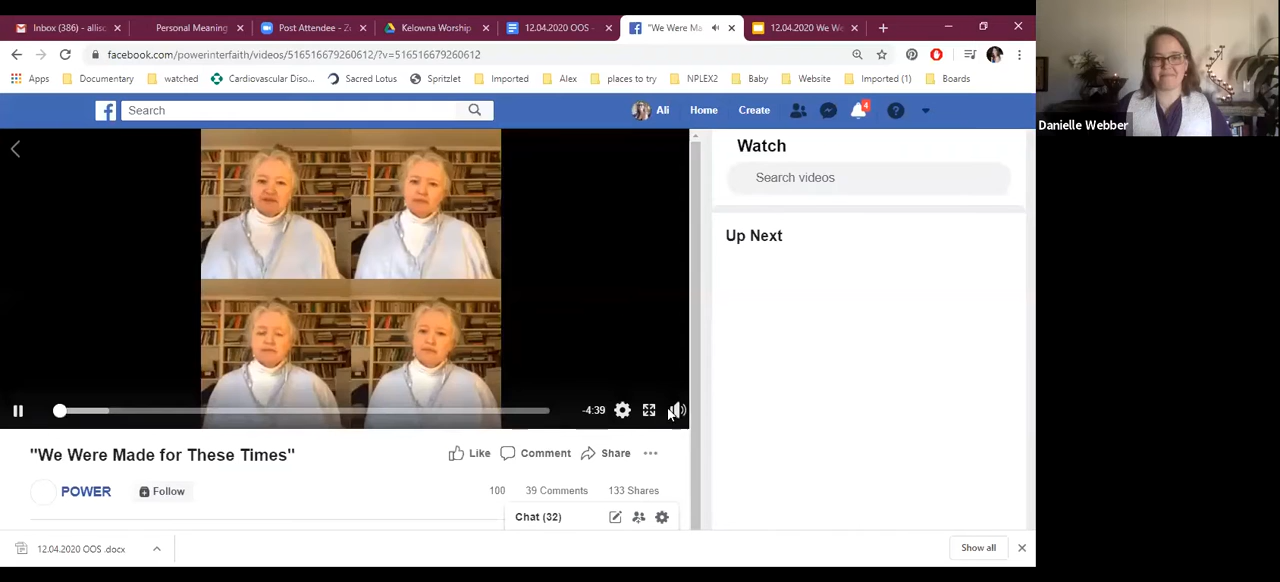 Inbox (386) - allisc
Personal Meaning
Post Attendee - Z
Kelowna Worship
12.04.2020 OOS -
"We Were Ma
12.04.2020 We W
facebook.com/powerinterfaith/videos/516516679260612/?v=516516679260612
Apps
Documentary
watched
Cardiovascular Diso...
Sacred Lotus
Spritzlet
Imported
Alex
places to try
NPLEX2
Baby
Website
Imported (1)
Boards
Search
Ali
Home
Create
4
Danielle Webber
Watch
Search videos
Up Next
-4:39
"We Were Made for These Times"
Like
Comment
Share
POWER
Follow
100
39 Comments
133 Shares
Chat (32)
12.04.2020 OOS .docx
Show all